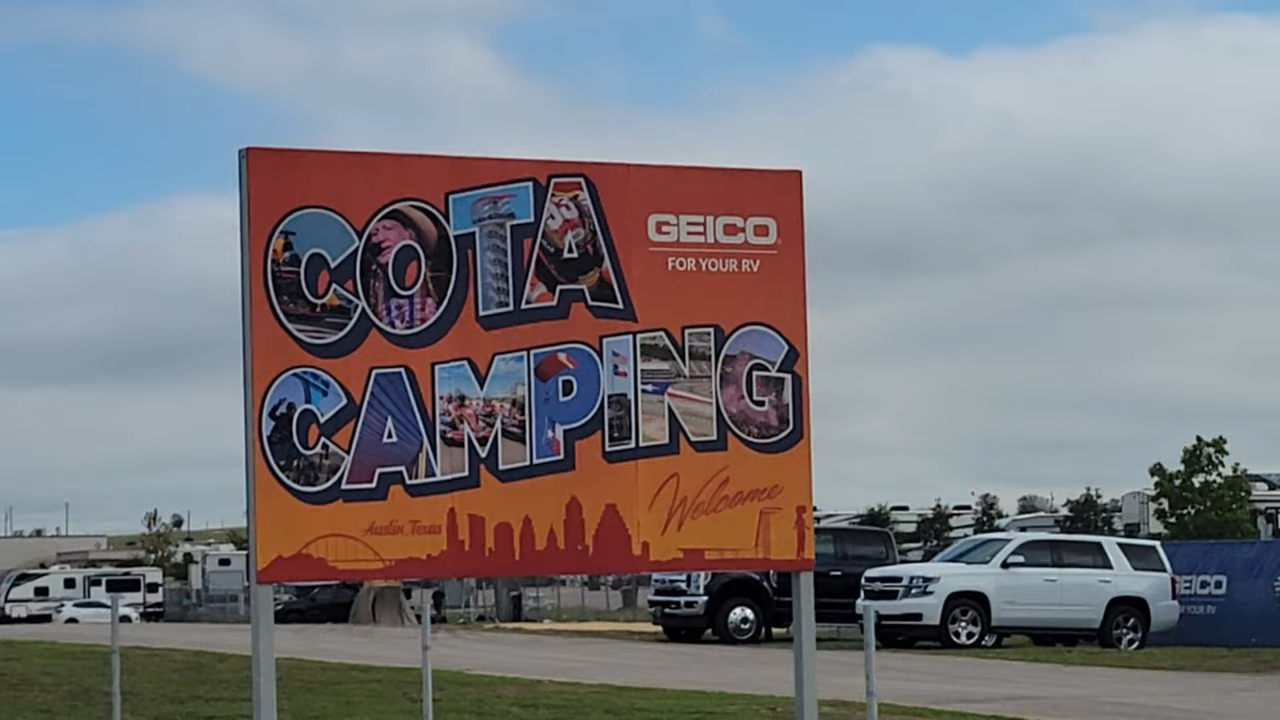 COTA
GEICO
FOR YOUR RV
CAMPING
Welcome
Austin Texas
GEICO
FOR YOUR RV